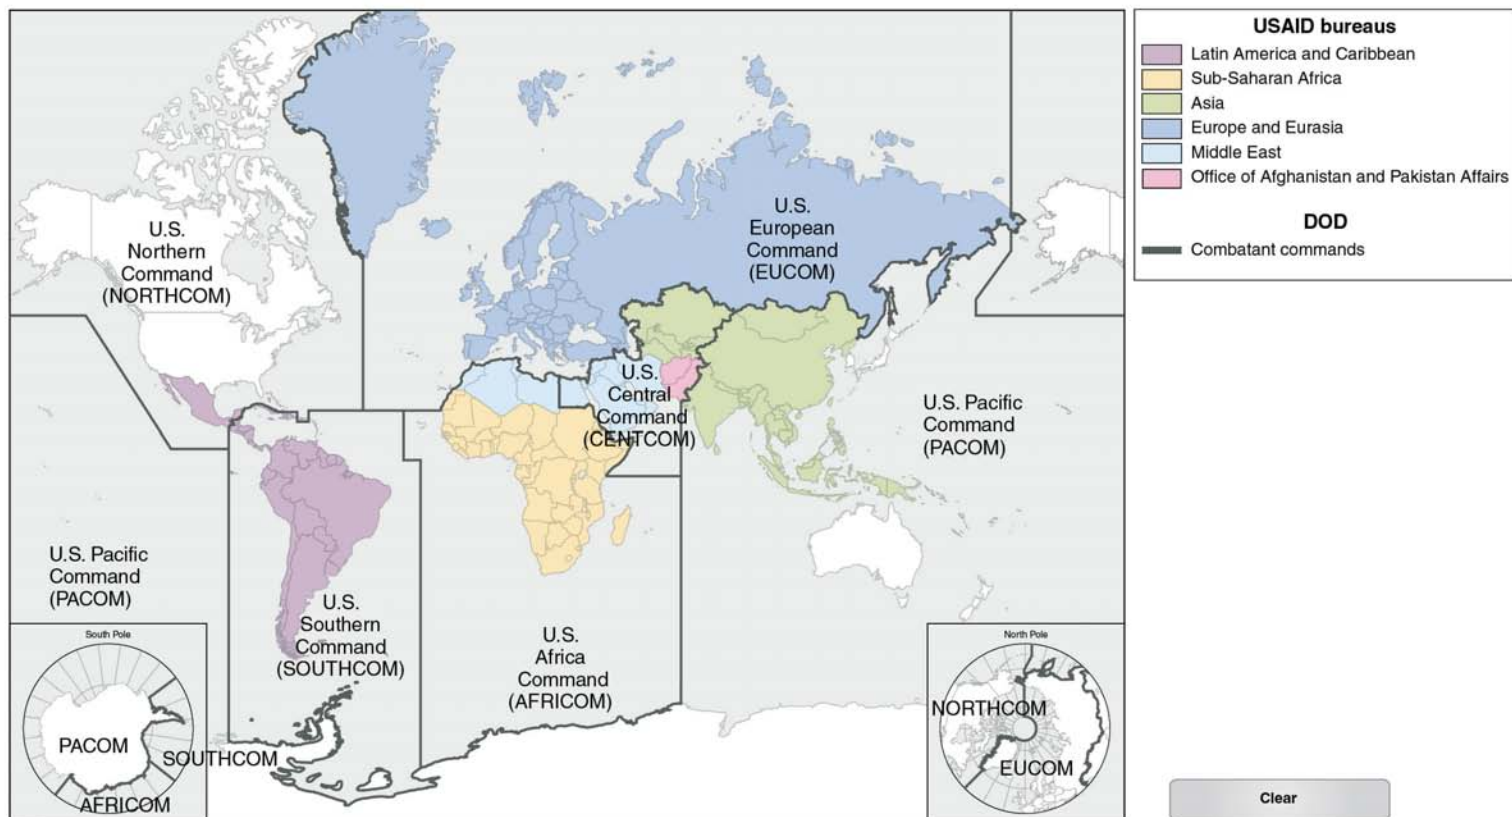 USAID bureaus
Latin America and Caribbean
Sub-Saharan Africa
Asia
Europe and Eurasia
Middle East
Office of Afghanistan and Pakistan Affairs
DOD
Combatant commands
U.S.
Northern
Command
(NORTHCOM)
U.S.
European
Command
(EUCOM)
U.S.
Central
Command
(CENTCOM)
U.S. Pacific
Command
(PACOM)
U.S. Pacific
Command
(PACOM)
U.S.
Southern
Command
(SOUTHCOM)
U.S.
Africa
Command
(AFRICOM)
South Pole
PACOM
SOUTHCOM
AFRICOM
North Pole
NORTHCOM
EUCOM
Clear